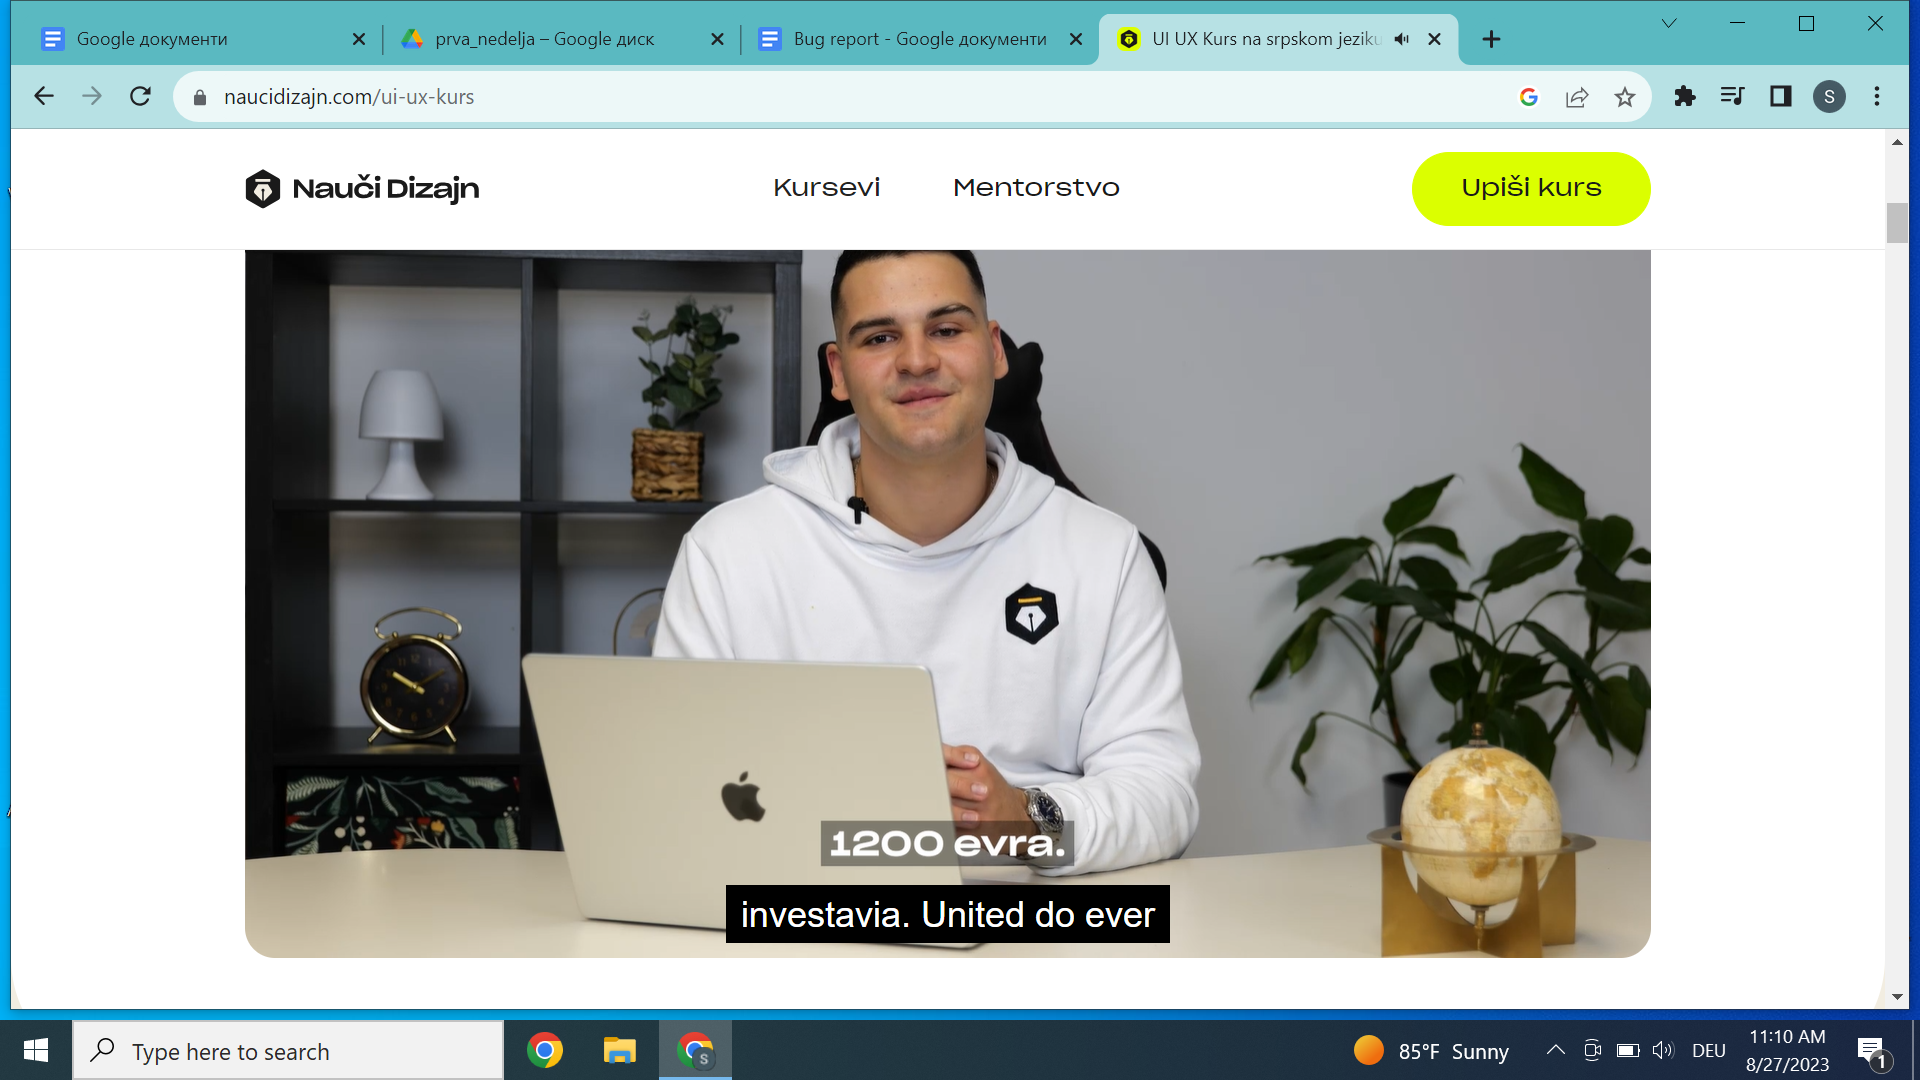 Google документи
prva_nedelja – Google диск
Bug report - Google документи
UI UX Kurs na srpskom jeziku
naucidizajn.com/ui-ux-kurs
S
Nauči Dizajn
Kursevi
Mentorstvo
Upiši kurs
1200 evra.
investavia. United do ever
Type here to search
S
85°F Sunny
DEU
11:10 AM
8/27/2023
1